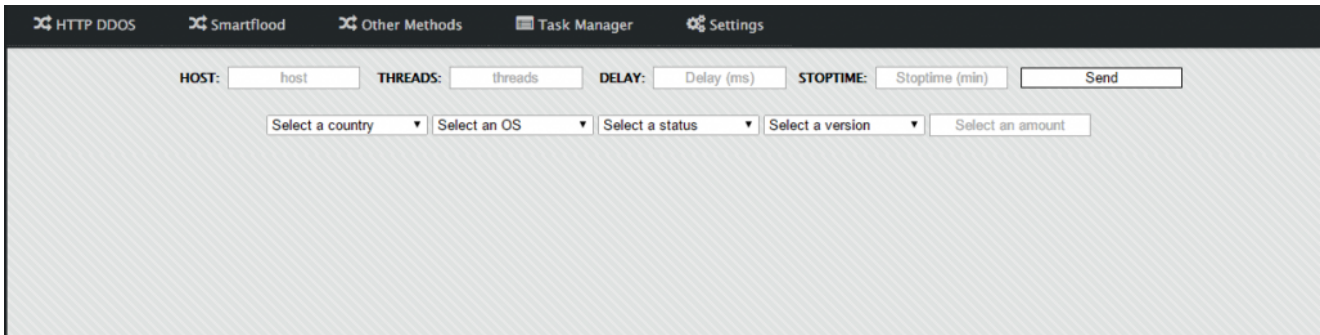 HTTP DDOS Smartflood Other Methods Task Manager Settings
HOST: host THREADS: threads DELAY: Delay (ms) STOPTIME: Stoptime (min) Send
Select a country Select an OS Select a status Select a version Select an amount